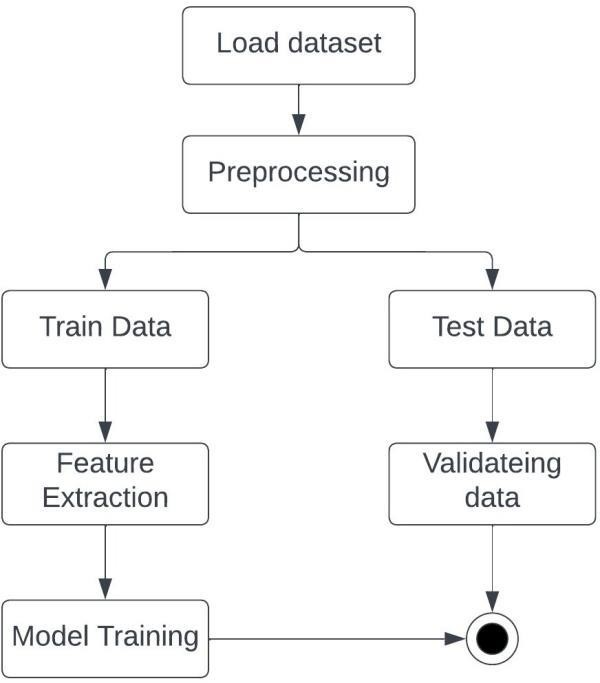 Load dataset
Preprocessing
Train Data
Test Data
Feature
Extraction
Validateing
data
Model Training